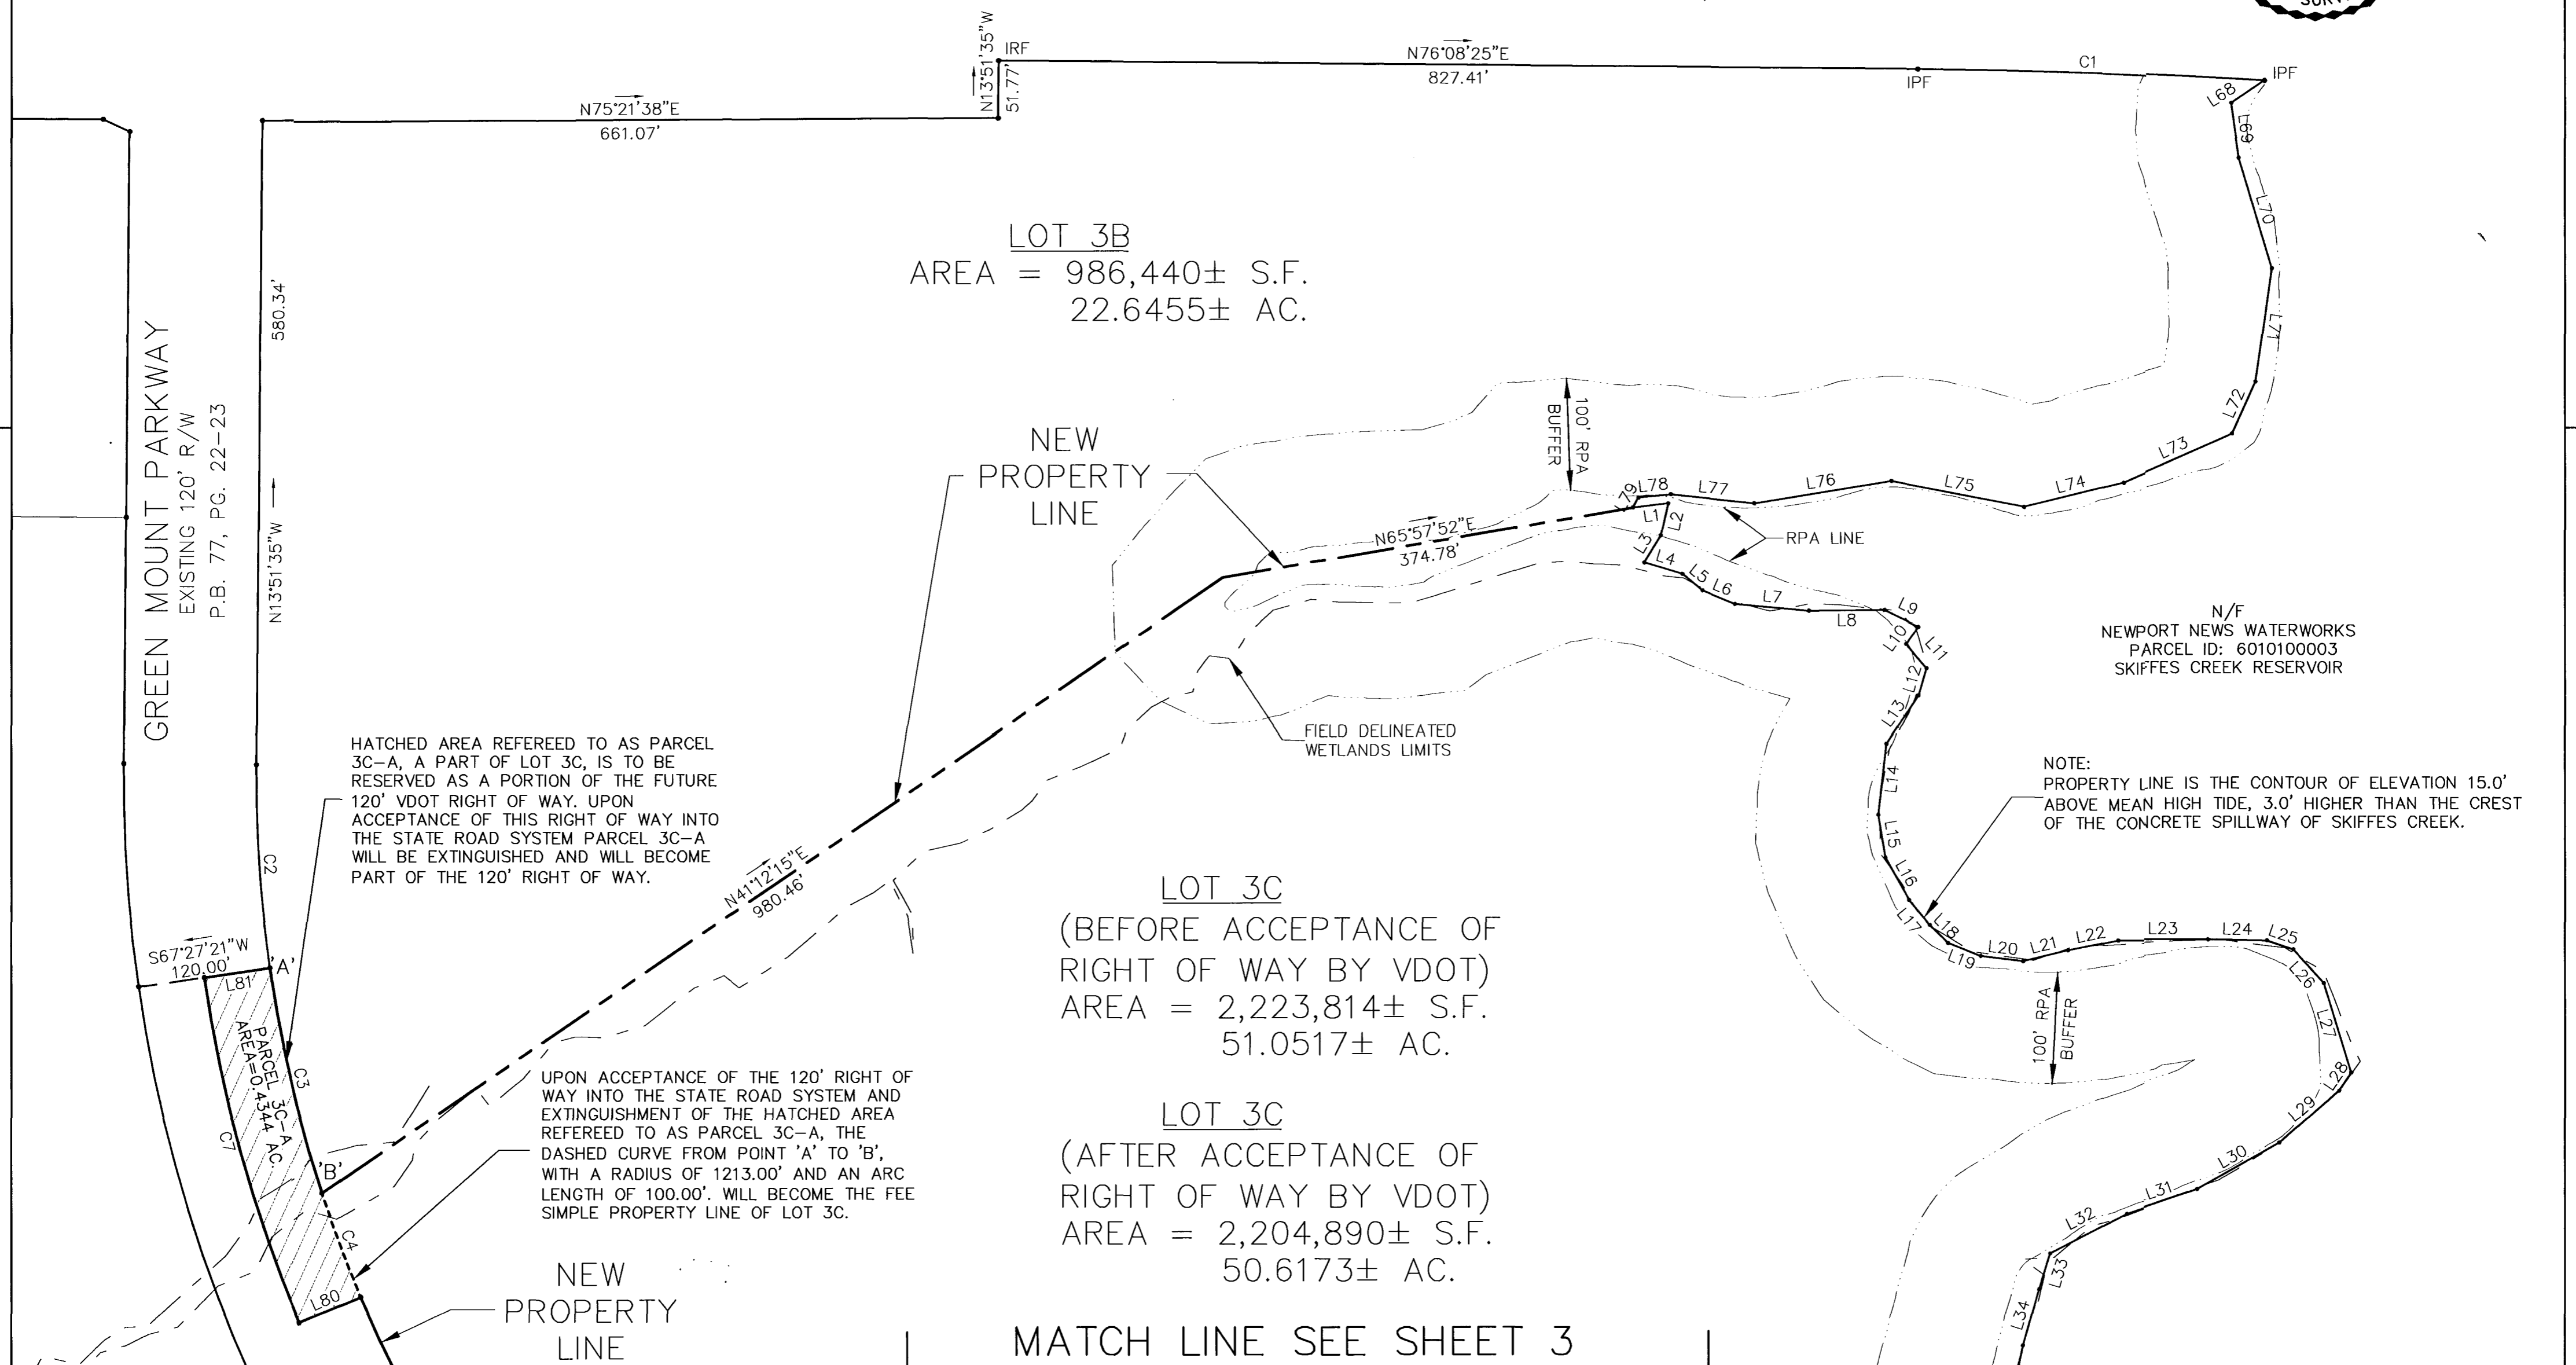 SURV
N13°51'35"W
51.77'
IRF
N76°08'25"E
827.41'
IPF
C1
IPF
L68
L69
L70
L71
L72
L73
L74
L75
L76
L77
L78
L79
N75°21'38"E
661.07'
LOT 3B
AREA = 986,440± S.F.
22.6455± AC.
580.34'
N13°51'35"W
GREEN MOUNT PARKWAY
EXISTING 120' R/W
P.B. 77, PG. 22-23
NEW
PROPERTY
LINE
100' RPA
BUFFER
N65°57'52"E
374.78'
L1
L2
L3
L4
L5
L6
L7
L8
L9
L10
L11
L12
L13
L14
L15
L16
L17
L18
L19
L20
L21
L22
L23
L24
L25
L26
L27
L28
L29
L30
L31
L32
L33
L34
RPA LINE
N/F
NEWPORT NEWS WATERWORKS
PARCEL ID: 6010100003
SKIFFES CREEK RESERVOIR
FIELD DELINEATED
WETLANDS LIMITS
NOTE:
PROPERTY LINE IS THE CONTOUR OF ELEVATION 15.0'
ABOVE MEAN HIGH TIDE, 3.0' HIGHER THAN THE CREST
OF THE CONCRETE SPILLWAY OF SKIFFES CREEK.
HATCHED AREA REFEREED TO AS PARCEL
3C-A, A PART OF LOT 3C, IS TO BE
RESERVED AS A PORTION OF THE FUTURE
120' VDOT RIGHT OF WAY. UPON
ACCEPTANCE OF THIS RIGHT OF WAY INTO
THE STATE ROAD SYSTEM PARCEL 3C-A
WILL BE EXTINGUISHED AND WILL BECOME
PART OF THE 120' RIGHT OF WAY.
C2
N41°12'15"E
980.46'
S67°27'21"W
120.00'
L81
'A'
PARCEL 3C-A
AREA=0.4344 AC.
C3
C7
'B'
C4
L80
LOT 3C
(BEFORE ACCEPTANCE OF
RIGHT OF WAY BY VDOT)
AREA = 2,223,814± S.F.
51.0517± AC.
100' RPA
BUFFER
UPON ACCEPTANCE OF THE 120' RIGHT OF
WAY INTO THE STATE ROAD SYSTEM AND
EXTINGUISHMENT OF THE HATCHED AREA
REFEREED TO AS PARCEL 3C-A, THE
DASHED CURVE FROM POINT 'A' TO 'B',
WITH A RADIUS OF 1213.00' AND AN ARC
LENGTH OF 100.00'. WILL BECOME THE FEE
SIMPLE PROPERTY LINE OF LOT 3C.
LOT 3C
(AFTER ACCEPTANCE OF
RIGHT OF WAY BY VDOT)
AREA = 2,204,890± S.F.
50.6173± AC.
NEW
PROPERTY
LINE
MATCH LINE SEE SHEET 3